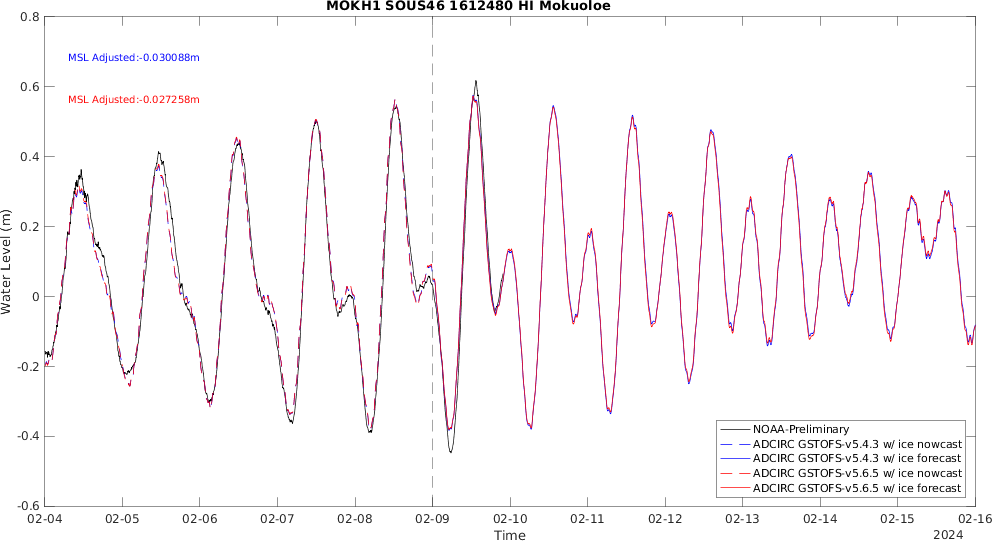 MOKH1 SOUS46 1612480 HI Mokuoloe
MSL Adjusted:-0.030088m
MSL Adjusted:-0.027258m
Water Level (m)
0.8
0.6
0.4
0.2
0
-0.2
-0.4
-0.6
NOAA-Preliminary
ADCIRC GSTOFS-v5.4.3 w/ ice nowcast
ADCIRC GSTOFS-v5.4.3 w/ ice forecast
ADCIRC GSTOFS-v5.6.5 w/ ice nowcast
ADCIRC GSTOFS-v5.6.5 w/ ice forecast
02-04 02-05 02-06 02-07 02-08 02-09 02-10 02-11 02-12 02-13 02-14 02-15 02-16
Time
2024